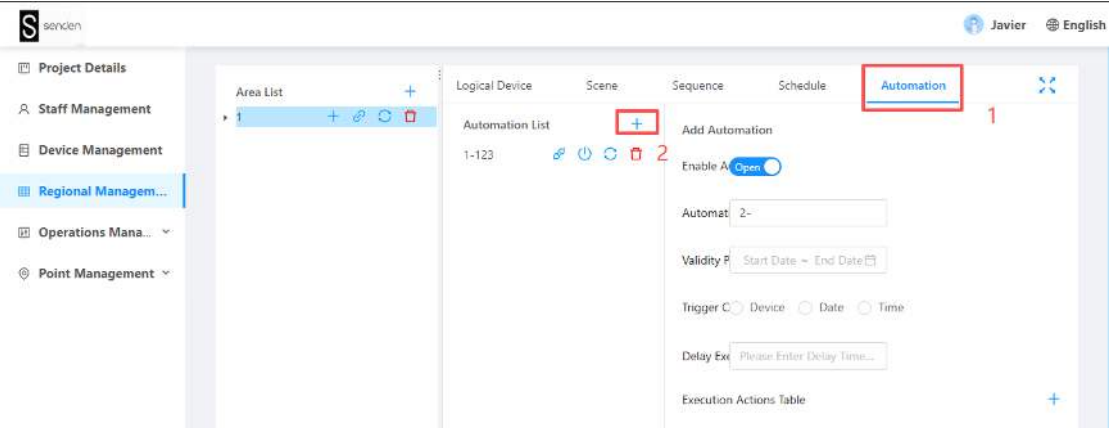 S senden
Javier English
Project Details
Staff Management
Device Management
Regional Managem...
Operations Mana...
Point Management
Area List
1
Logical Device Scene Sequence Schedule Automation
1
Automation List
2
1-123
Add Automation
Enable A Open
Automat 2-
Validity P Start Date ~ End Date
Trigger C Device Date Time
Delay Exe Please Enter Delay Time...
Execution Actions Table